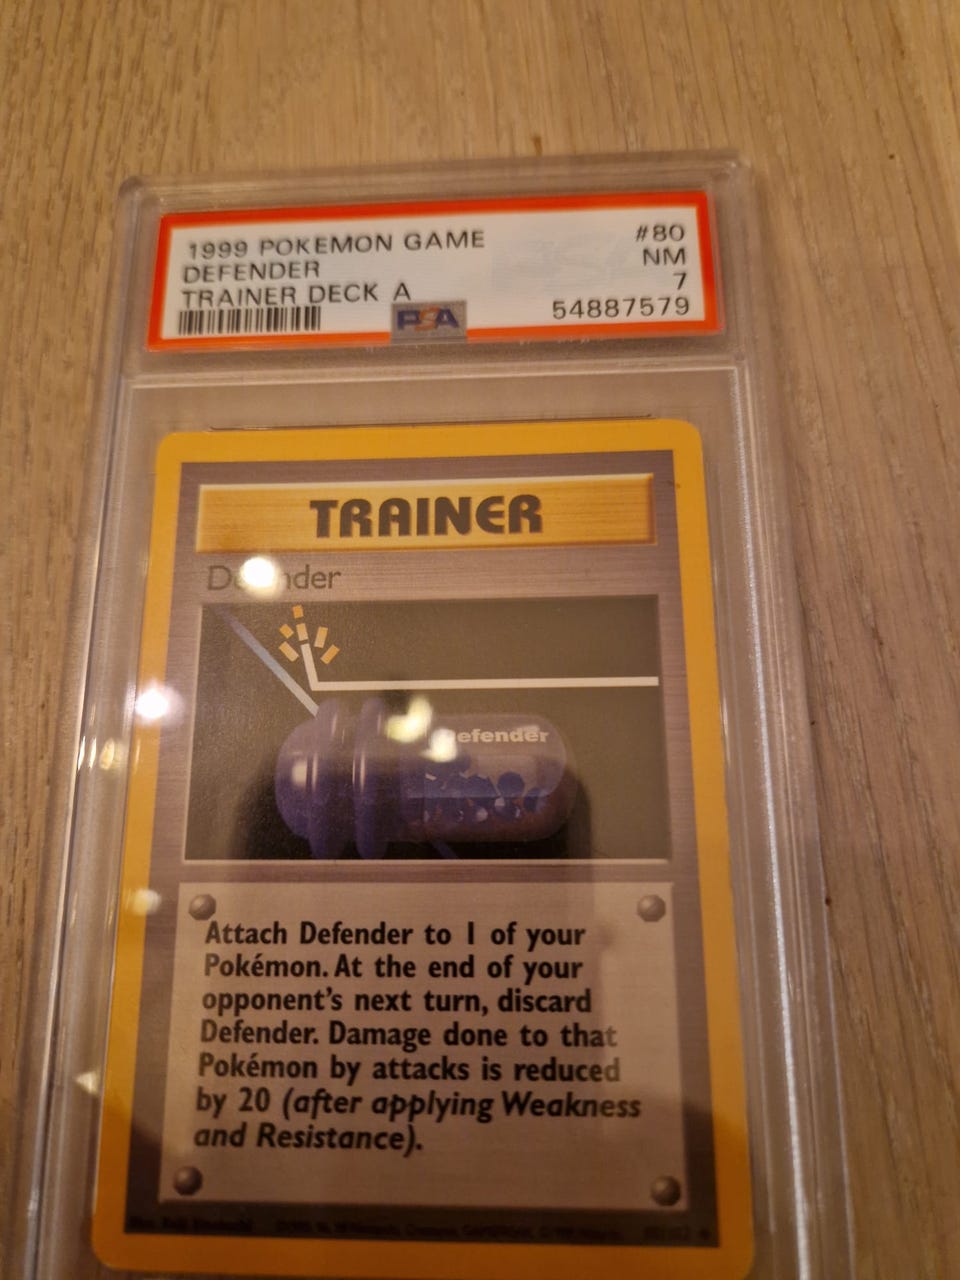 1999 POKEMON GAME #80
DEFENDER NM
TRAINER DECK A 7
PSA 54887579
TRAINER
Defender
Defender
Attach Defender to 1 of your
Pokémon. At the end of your
opponent's next turn, discard
Defender. Damage done to that
Pokémon by attacks is reduced
by 20 (after applying Weakness
and Resistance).